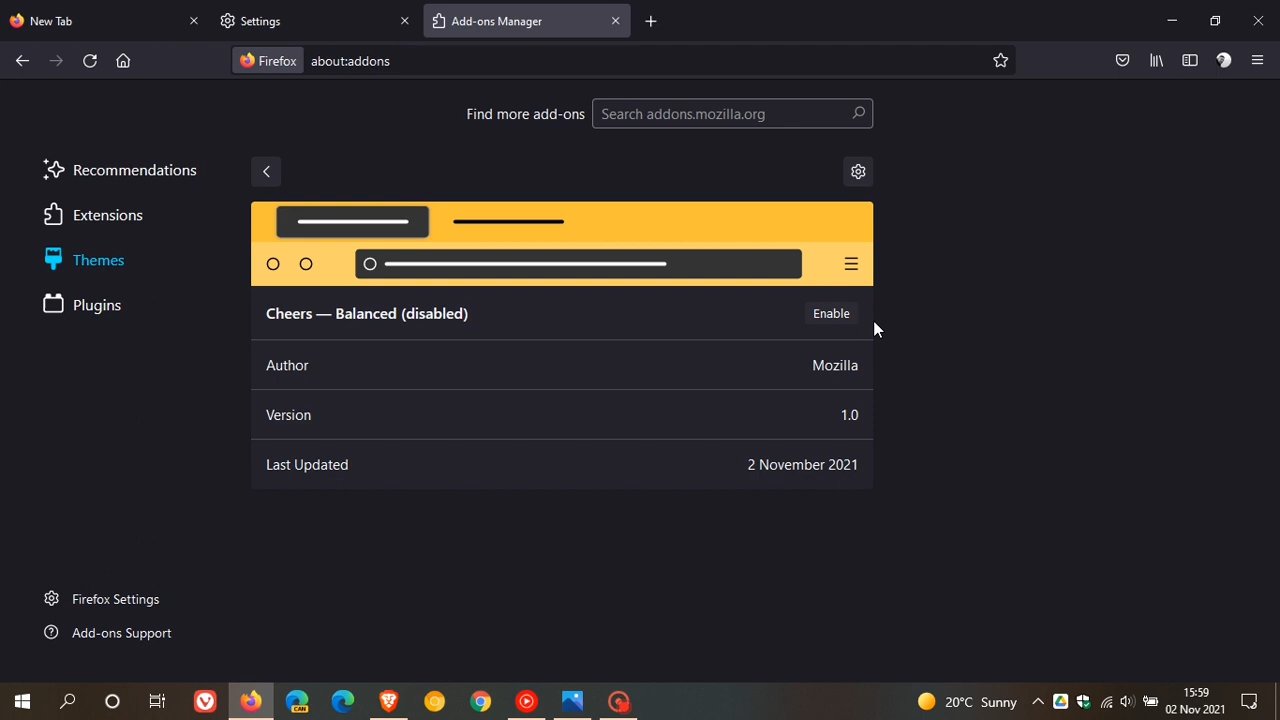 New Tab
Settings
Add-ons Manager
Firefox
about:addons
Find more add-ons
Search addons.mozilla.org
Recommendations
Extensions
Themes
Plugins
Cheers — Balanced (disabled)
Enable
Author
Mozilla
Version
1.0
Last Updated
2 November 2021
Firefox Settings
Add-ons Support
CAN
20°C Sunny
15:59
02 Nov 2021